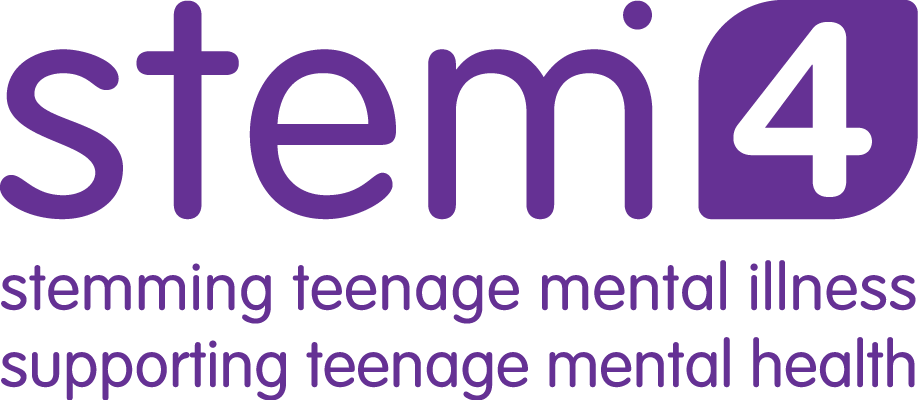 stem4
stemming teenage mental illness
supporting teenage mental health